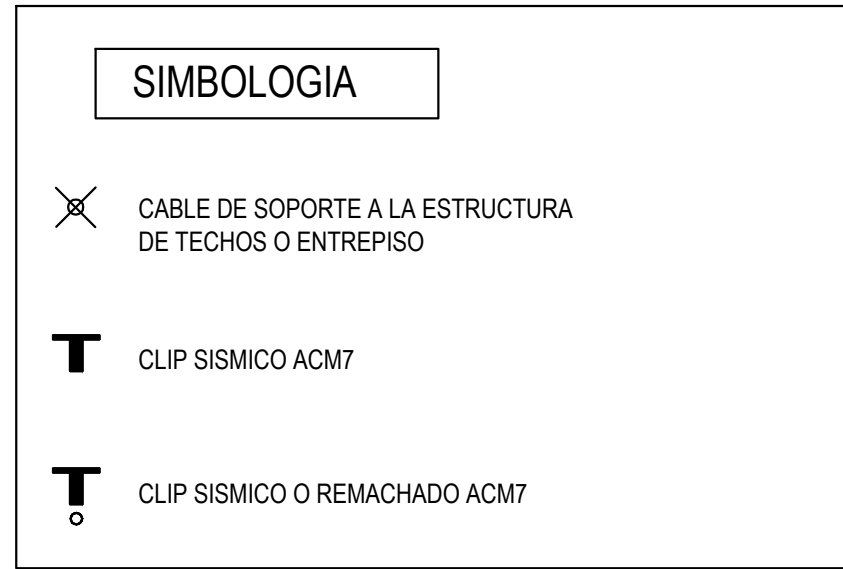 SIMBOLOGIA
CABLE DE SOPORTE A LA ESTRUCTURA
DE TECHOS O ENTREPISO
CLIP SISMICO ACM7
CLIP SISMICO O REMACHADO ACM7